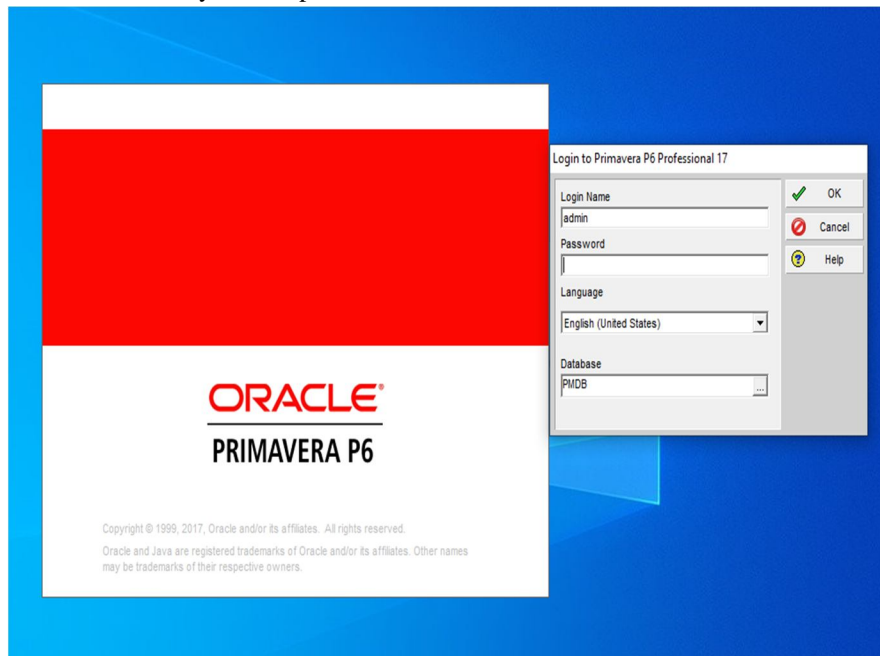 ORACLE®
PRIMAVERA P6
Copyright © 1999, 2017, Oracle and/or its affiliates. All rights reserved.
Oracle and Java are registered trademarks of Oracle and/or its affiliates. Other names
may be trademarks of their respective owners.
Login to Primavera P6 Professional 17
Login Name
admin
Password
Language
English (United States)
Database
PMDB
...
OK
Cancel
? Help